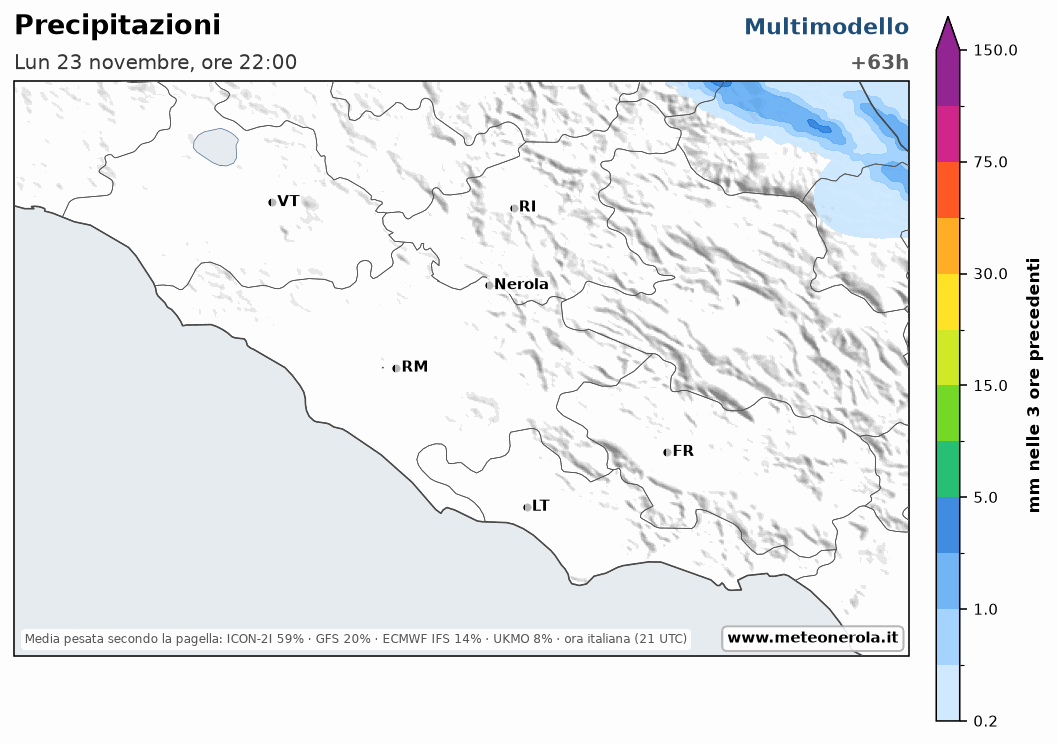 Precipitazioni
Multimodello
Lun 23 novembre, ore 22:00
+63h
VT
RI
Nerola
RM
FR
LT
Media pesata secondo la pagella: ICON-2I 59% · GFS 20% · ECMWF IFS 14% · UKMO 8% · ora italiana (21 UTC)
www.meteonerola.it
150.0
75.0
30.0
15.0
5.0
1.0
0.2
mm nelle 3 ore precedenti